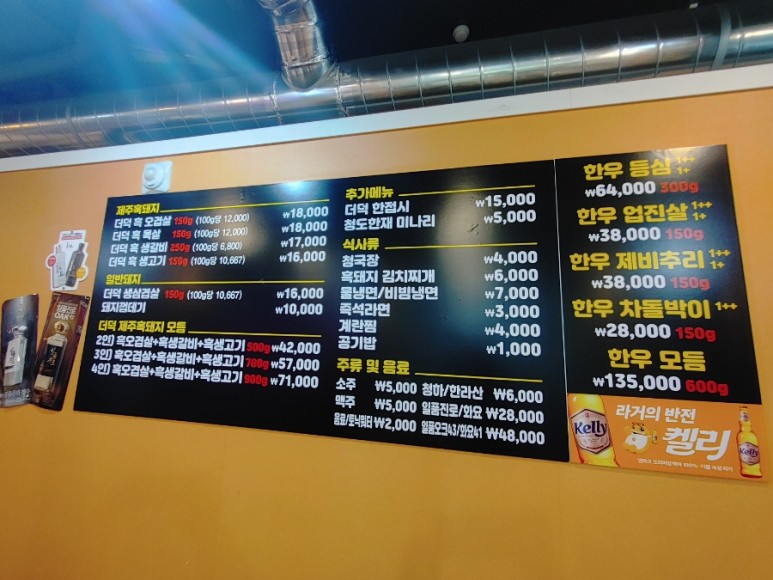 제주흑돼지
더덕 흑 오겹살 150g (100g당 12,000) ₩18,000
더덕 흑 목살 150g (100g당 12,000) ₩18,000
더덕 흑 생갈비 250g (100g당 6,800) ₩17,000
더덕 흑 생고기 150g (100g당 10,667) ₩16,000
일반돼지
더덕 생삼겹살 150g (100g당 10,667) ₩16,000
돼지껍데기 ₩10,000
더덕 제주흑돼지 모듬
2인) 흑오겹살+흑생갈비+흑생고기 500g ₩42,000
3인) 흑오겹살+흑생갈비+흑생고기 700g ₩57,000
4인) 흑오겹살+흑생갈비+흑생고기 900g ₩71,000
추가메뉴
더덕 한접시 ₩15,000
청도한재 미나리 ₩5,000
식사류
청국장 ₩4,000
흑돼지 김치찌개 ₩6,000
물냉면/비빔냉면 ₩7,000
즉석라면 ₩3,000
계란찜 ₩4,000
공기밥 ₩1,000
주류 및 음료
소주 ₩5,000 청하/한라산 ₩6,000
맥주 ₩5,000 일품진로/화요 ₩28,000
음료/토닉워터 ₩2,000 일품오크43/화요41 ₩48,000
한우 등심 1++ 1+
₩64,000 300g
한우 업진살 1++ 1+
₩38,000 150g
한우 제비추리 1++ 1+
₩38,000 150g
한우 차돌박이 1++
₩28,000 150g
한우 모듬
₩135,000 600g
라거의 반전
켈리
Kelly
Kelly